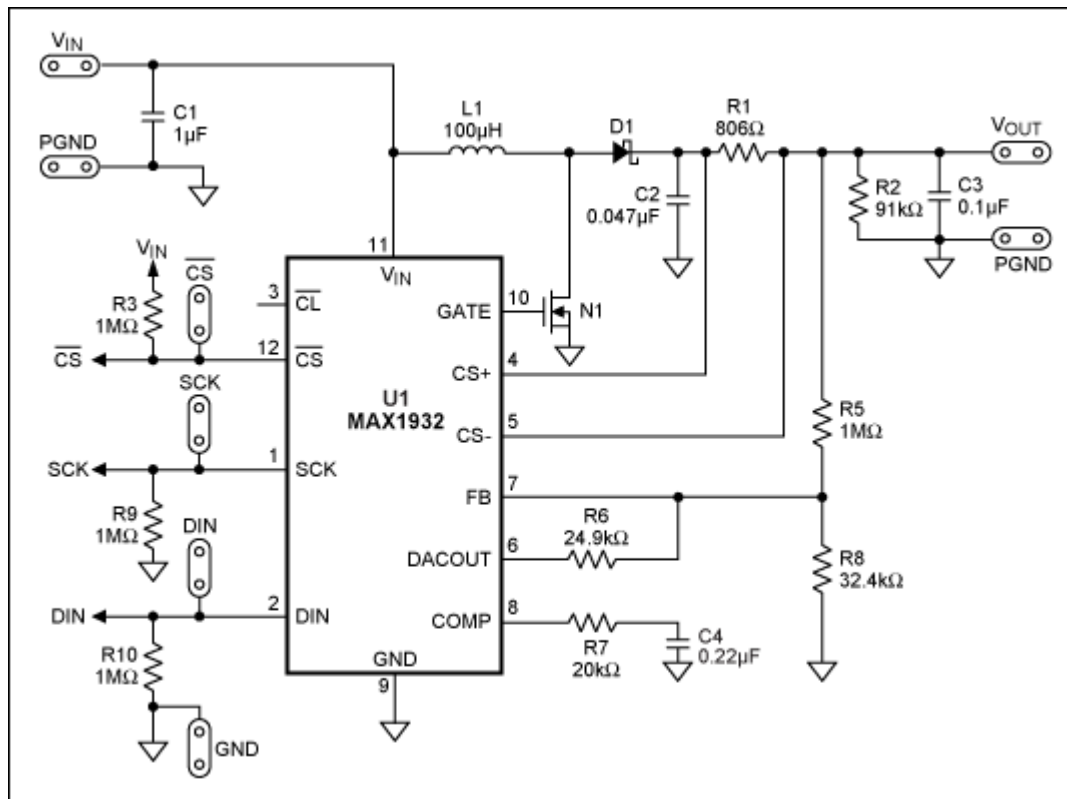 VIN
C1
1µF
PGND
L1
100µH
D1
R1
806Ω
VOUT
C2
0.047µF
R2
91kΩ
C3
0.1µF
PGND
VIN
R3
1MΩ
CS
CS
11
VIN
3
CL
12
CS
GATE
10
N1
4
CS+
U1
MAX1932
5
CS-
SCK
SCK
1
SCK
R9
1MΩ
R5
1MΩ
7
FB
R6
24.9kΩ
6
DACOUT
R8
32.4kΩ
DIN
DIN
2
DIN
R10
1MΩ
8
COMP
R7
20kΩ
C4
0.22µF
GND
9
GND